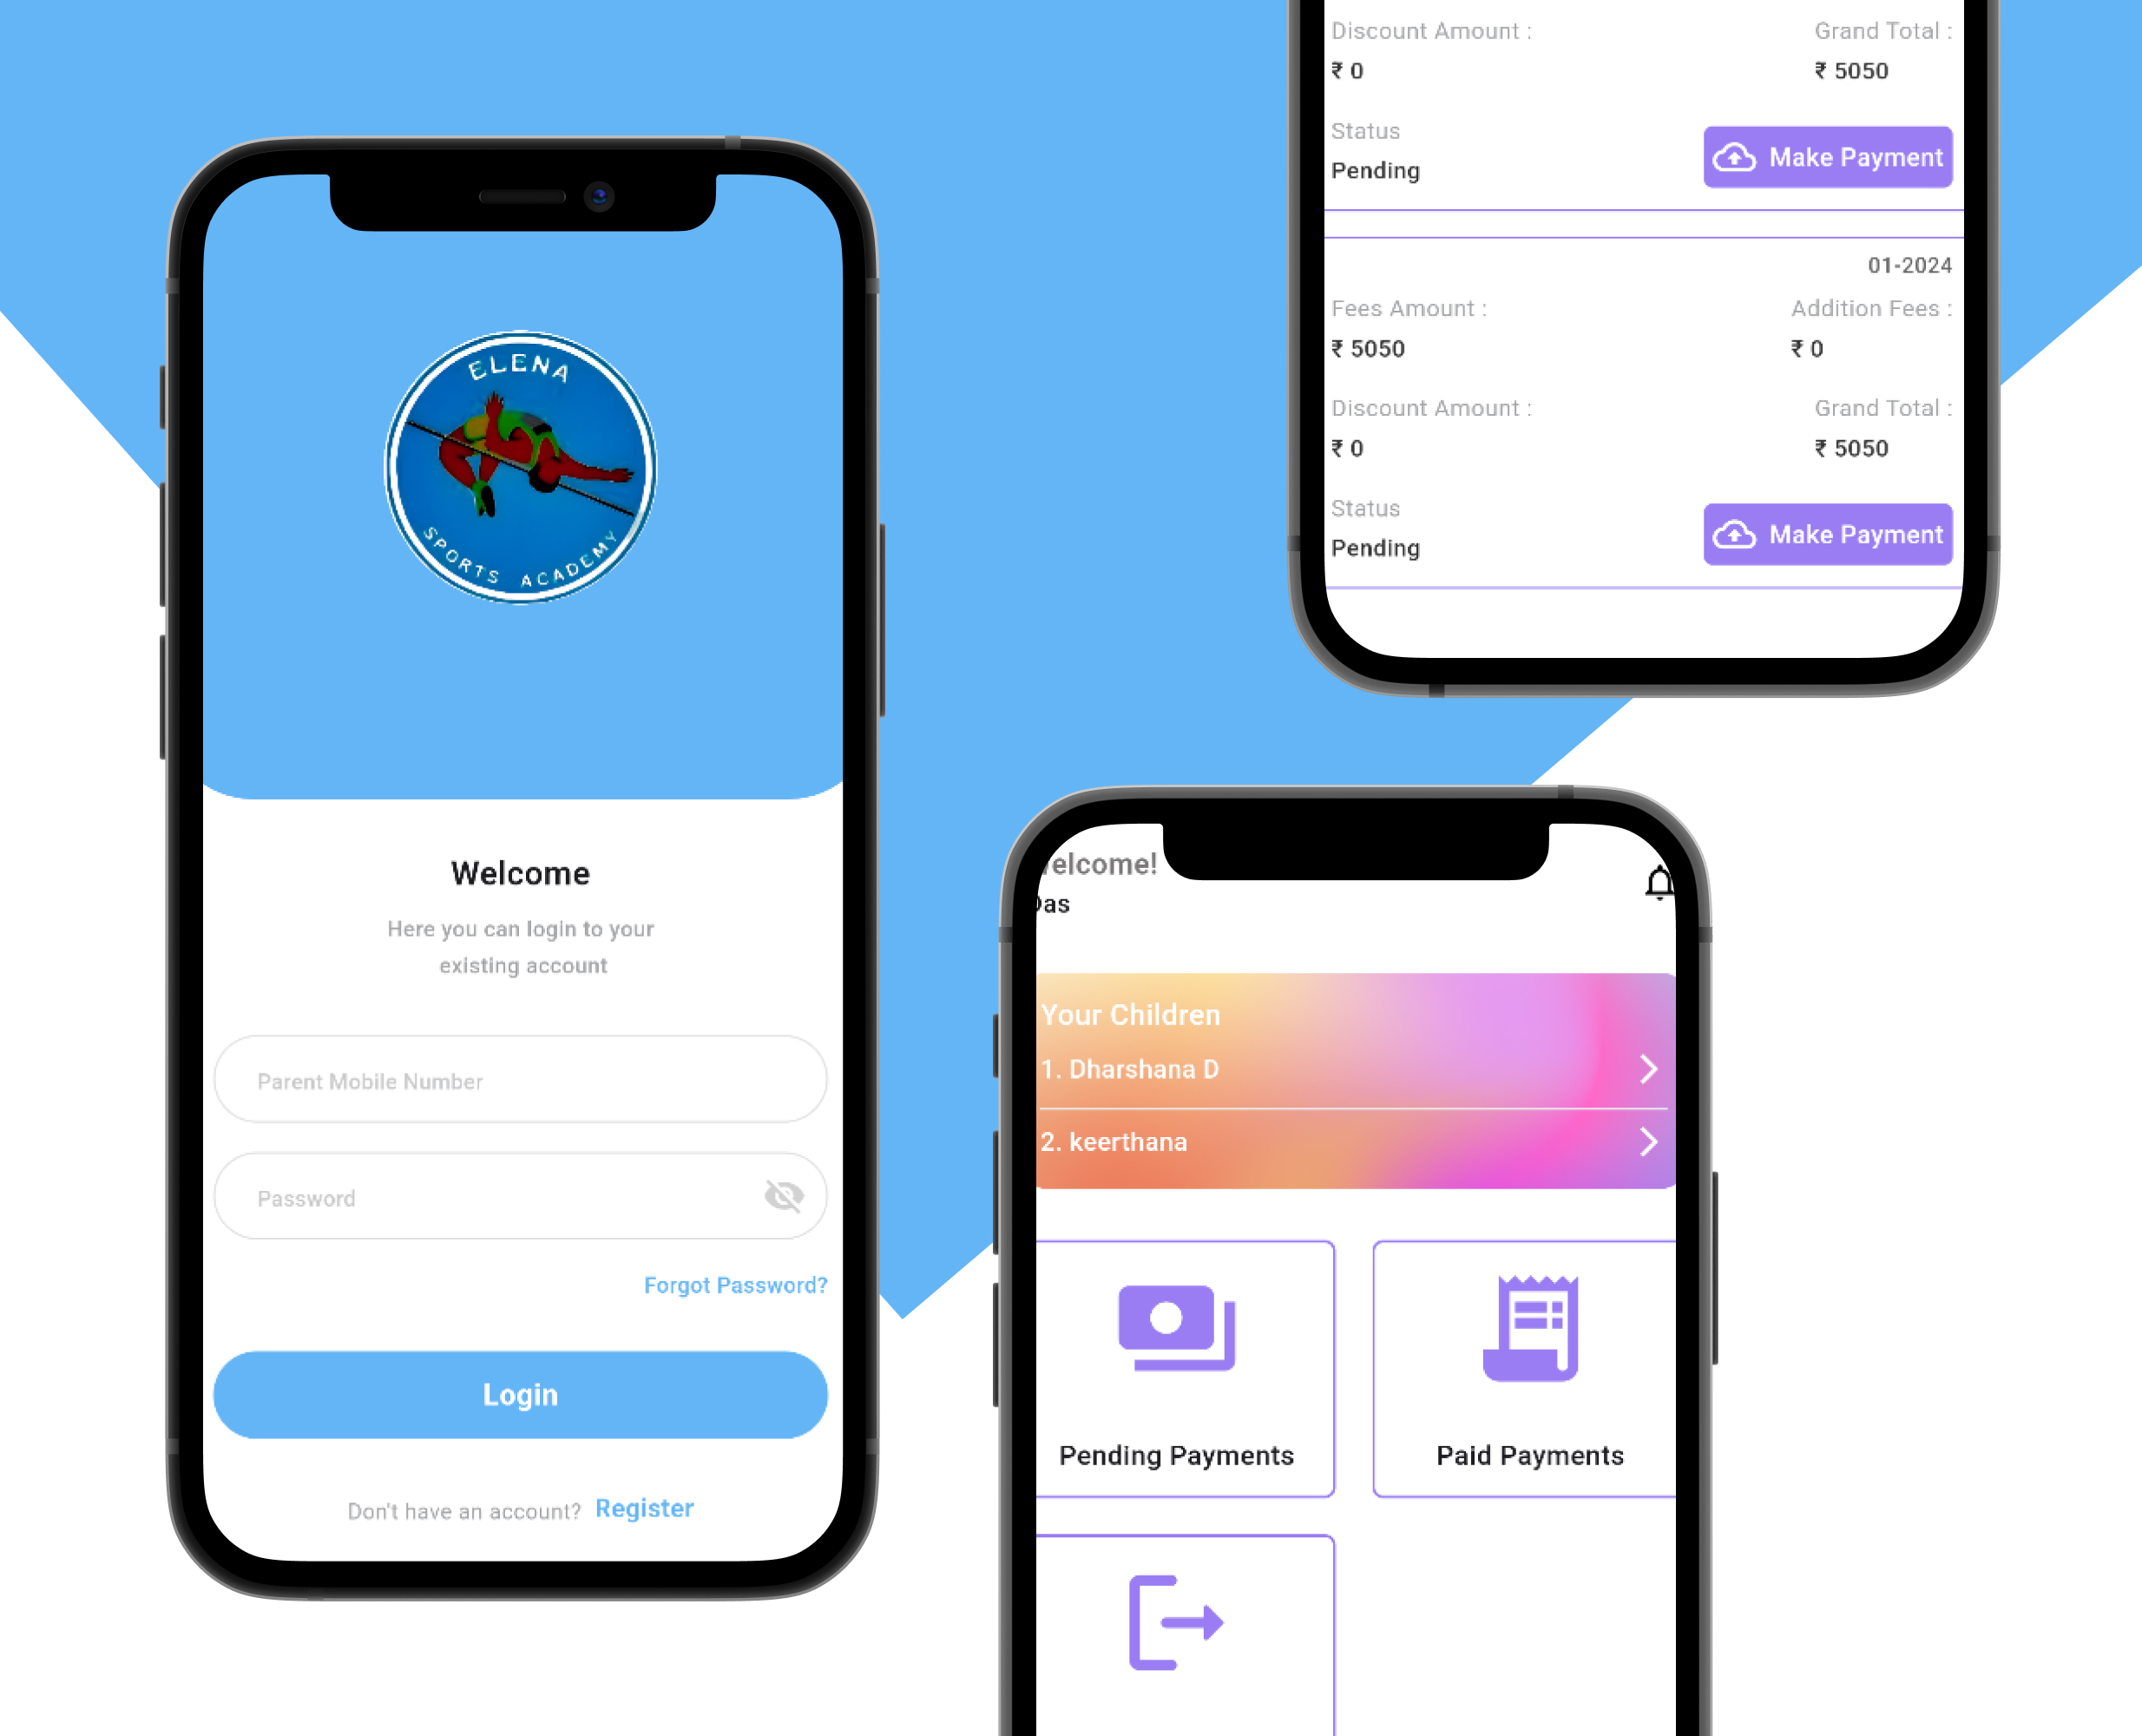 ELENA
SPORTS ACADEMY
Welcome
Here you can login to your
existing account
Parent Mobile Number
Password
Forgot Password?
Login
Don't have an account? Register
Discount Amount : Grand Total :
₹ 0 ₹ 5050
Status
Pending
Make Payment
01-2024
Fees Amount : Addition Fees :
₹ 5050 ₹ 0
Discount Amount : Grand Total :
₹ 0 ₹ 5050
Status
Pending
Make Payment
elcome!
as
Your Children
1. Dharshana D
2. keerthana
Pending Payments Paid Payments